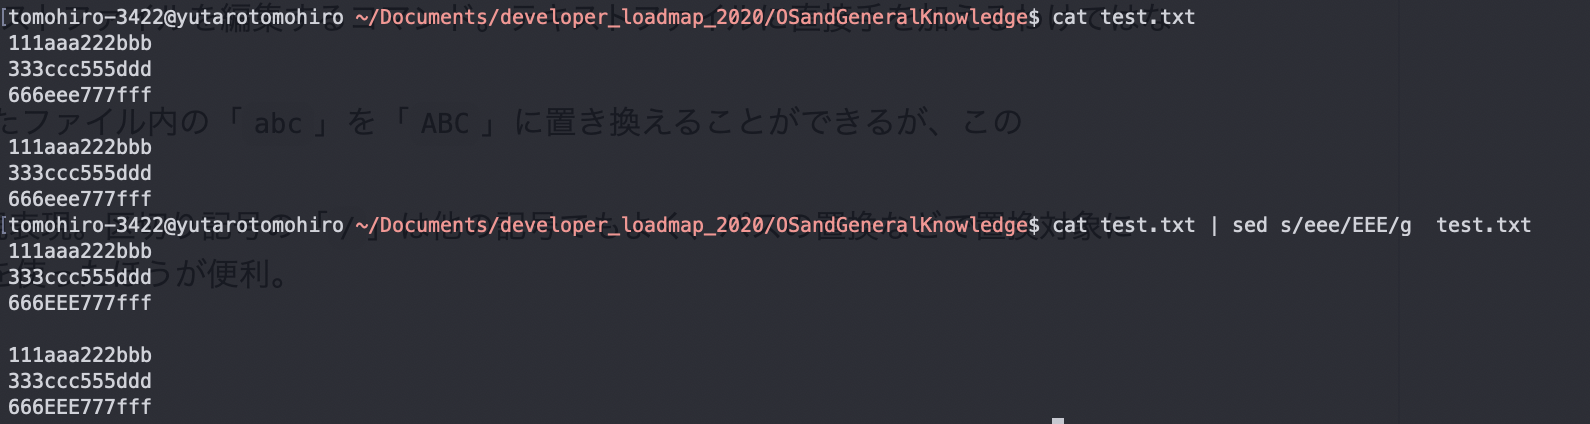 [tomohiro-3422@yutarotomohiro ~/Documents/developer_loadmap_2020/OSandGeneralKnowledge$ cat test.txt
111aaa222bbb
333ccc555ddd
666eee777fff
たファイル内の「 abc 」を「 ABC 」に置き換えることができるが、この
111aaa222bbb
333ccc555ddd
666eee777fff
[tomohiro-3422@yutarotomohiro ~/Documents/developer_loadmap_2020/OSandGeneralKnowledge$ cat test.txt | sed s/eee/EEE/g  test.txt
111aaa222bbb
333ccc555ddd
が便利。
666EEE777fff
111aaa222bbb
333ccc555ddd
666EEE777fff